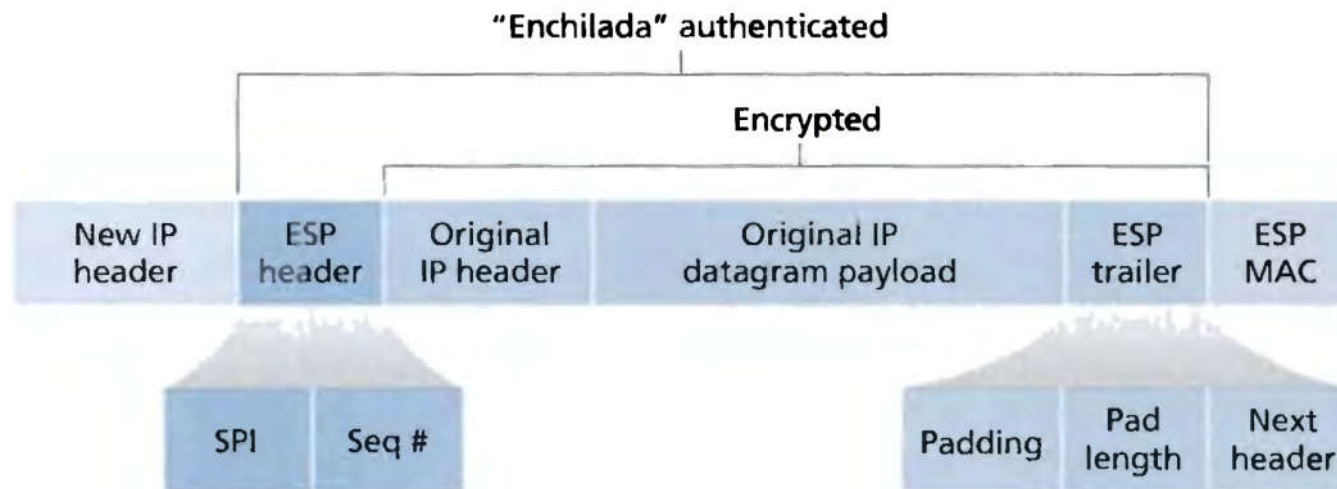 "Enchilada" authenticated
Encrypted
New IP
header
ESP
header
Original
IP header
Original IP
datagram payload
ESP
trailer
ESP
MAC
SPI
Seq #
Padding
Pad
length
Next
header